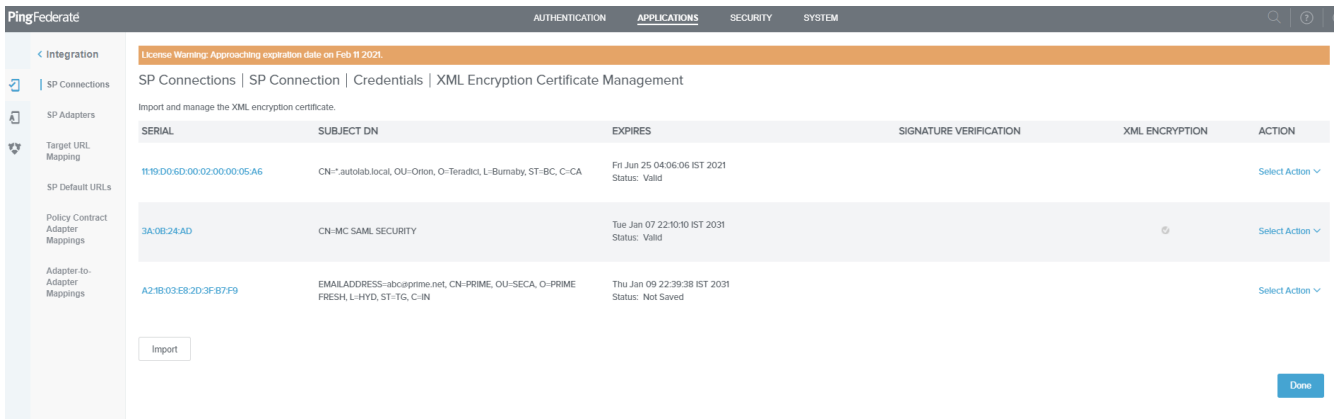 PingFederate AUTHENTICATION APPLICATIONS SECURITY SYSTEM
Integration
SP Connections
SP Adapters
Target URL
Mapping
SP Default URLs
Policy Contract
Adapter
Mappings
Adapter-to-
Adapter
Mappings
License Warning: Approaching expiration date on Feb 11 2021.
SP Connections | SP Connection | Credentials | XML Encryption Certificate Management
Import and manage the XML encryption certificate.
SERIAL SUBJECT DN EXPIRES SIGNATURE VERIFICATION XML ENCRYPTION ACTION
11:19:D0:6D:00:02:00:00:05:A6 CN=*.autolab.local, OU=Orion, O=Teradici, L=Burnaby, ST=BC, C=CA Fri Jun 25 04:06:06 IST 2021 Select Action
Status: Valid
3A:0B:24:AD CN=MC SAML SECURITY Tue Jan 07 22:10:10 IST 2031 Select Action
Status: Valid
A2:1B:03:E8:2D:3F:B7:F9 EMAILADDRESS=abc@prime.net, CN=PRIME, OU=SECA, O=PRIME Thu Jan 09 22:39:38 IST 2031 Select Action
FRESH, L=HYD, ST=TG, C=IN Status: Not Saved
Import
Done